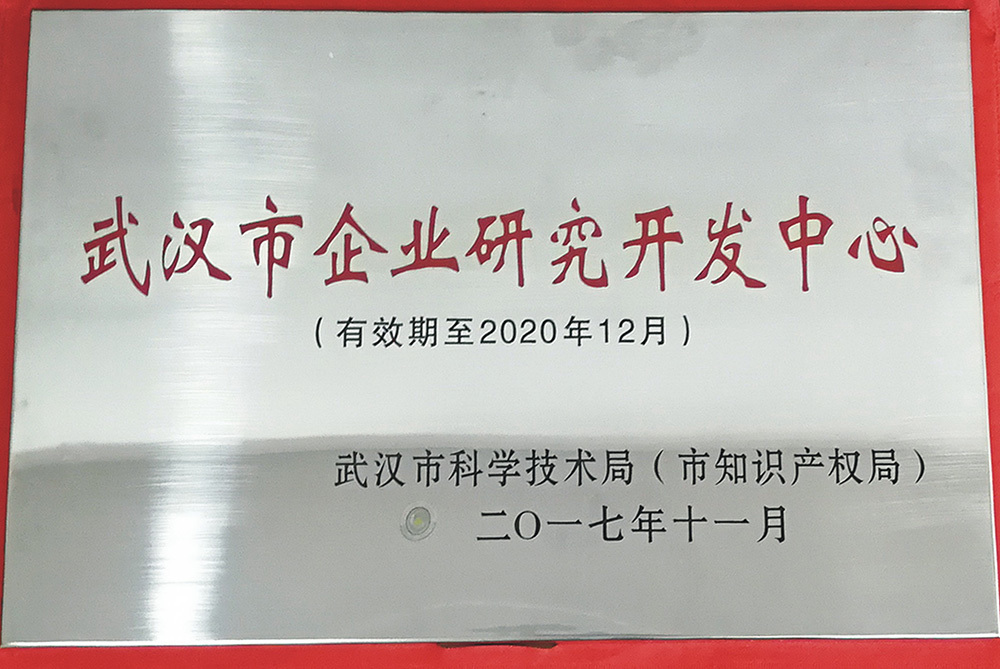 武汉市企业研究开发中心
（有效期至2020年12月）
武汉市科学技术局（市知识产权局）
二〇一七年十一月